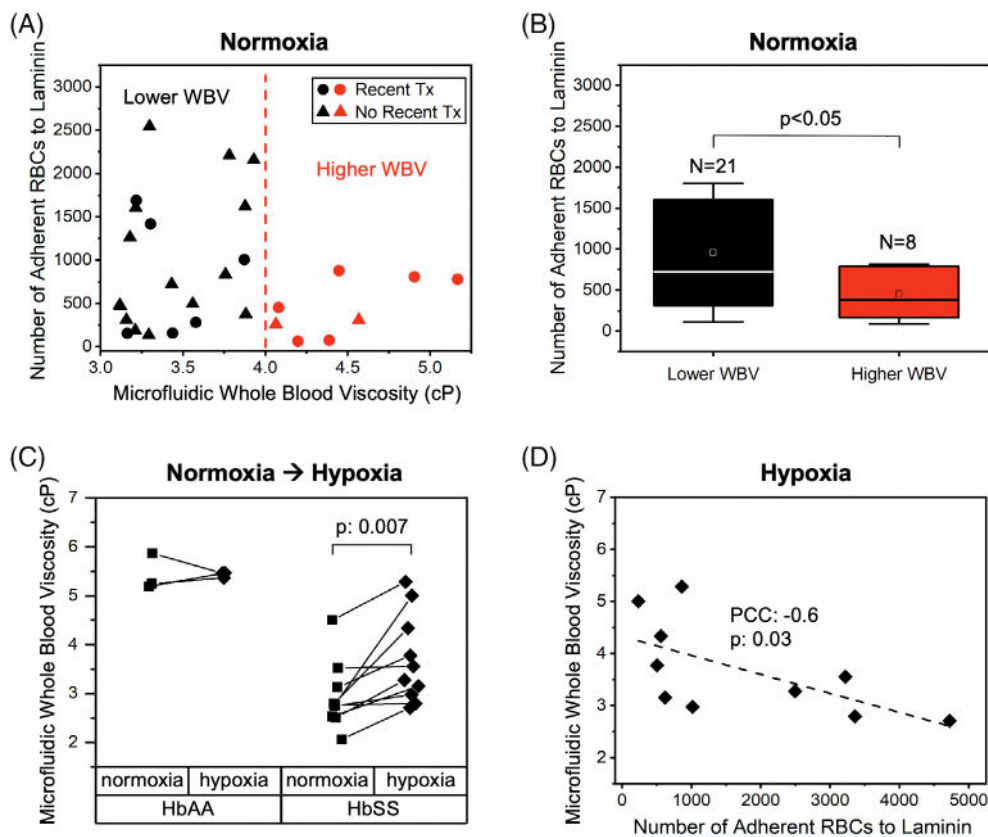 (A)
Normoxia
Number of Adherent RBCs to Laminin
3000
2500
2000
1500
1000
500
0
Lower WBV
Recent Tx
No Recent Tx
Higher WBV
3.0 3.5 4.0 4.5 5.0
Microfluidic Whole Blood Viscosity (cP)
(B)
Normoxia
Number of Adherent RBCs to Laminin
3000
2500
2000
1500
1000
500
0
p<0.05
N=21
N=8
Lower WBV Higher WBV
(C)
Normoxia → Hypoxia
Microfluidic Whole Blood Viscosity (cP)
7
6
5
4
3
2
p: 0.007
normoxia hypoxia normoxia hypoxia
HbAA HbSS
(D)
Hypoxia
Microfluidic Whole Blood Viscosity (cP)
7
6
5
4
3
2
PCC: -0.6
p: 0.03
0 1000 2000 3000 4000 5000
Number of Adherent RBCs to Laminin